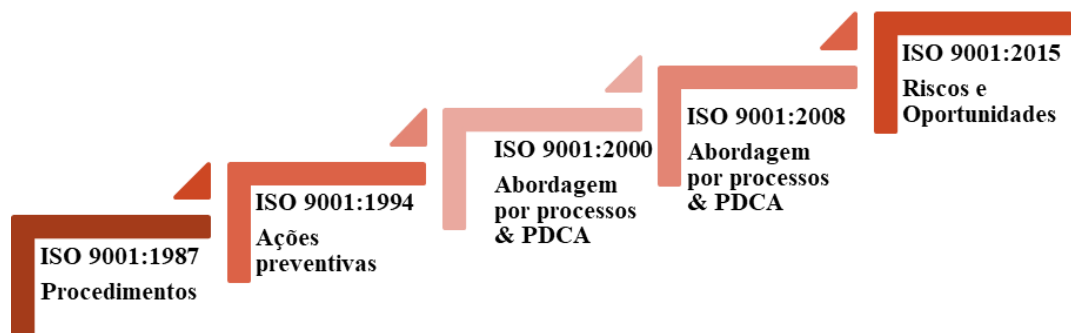 ISO 9001:1987
Procedimentos
ISO 9001:1994
Ações
preventivas
ISO 9001:2000
Abordagem
por processos
& PDCA
ISO 9001:2008
Abordagem
por processos
& PDCA
ISO 9001:2015
Riscos e
Oportunidades